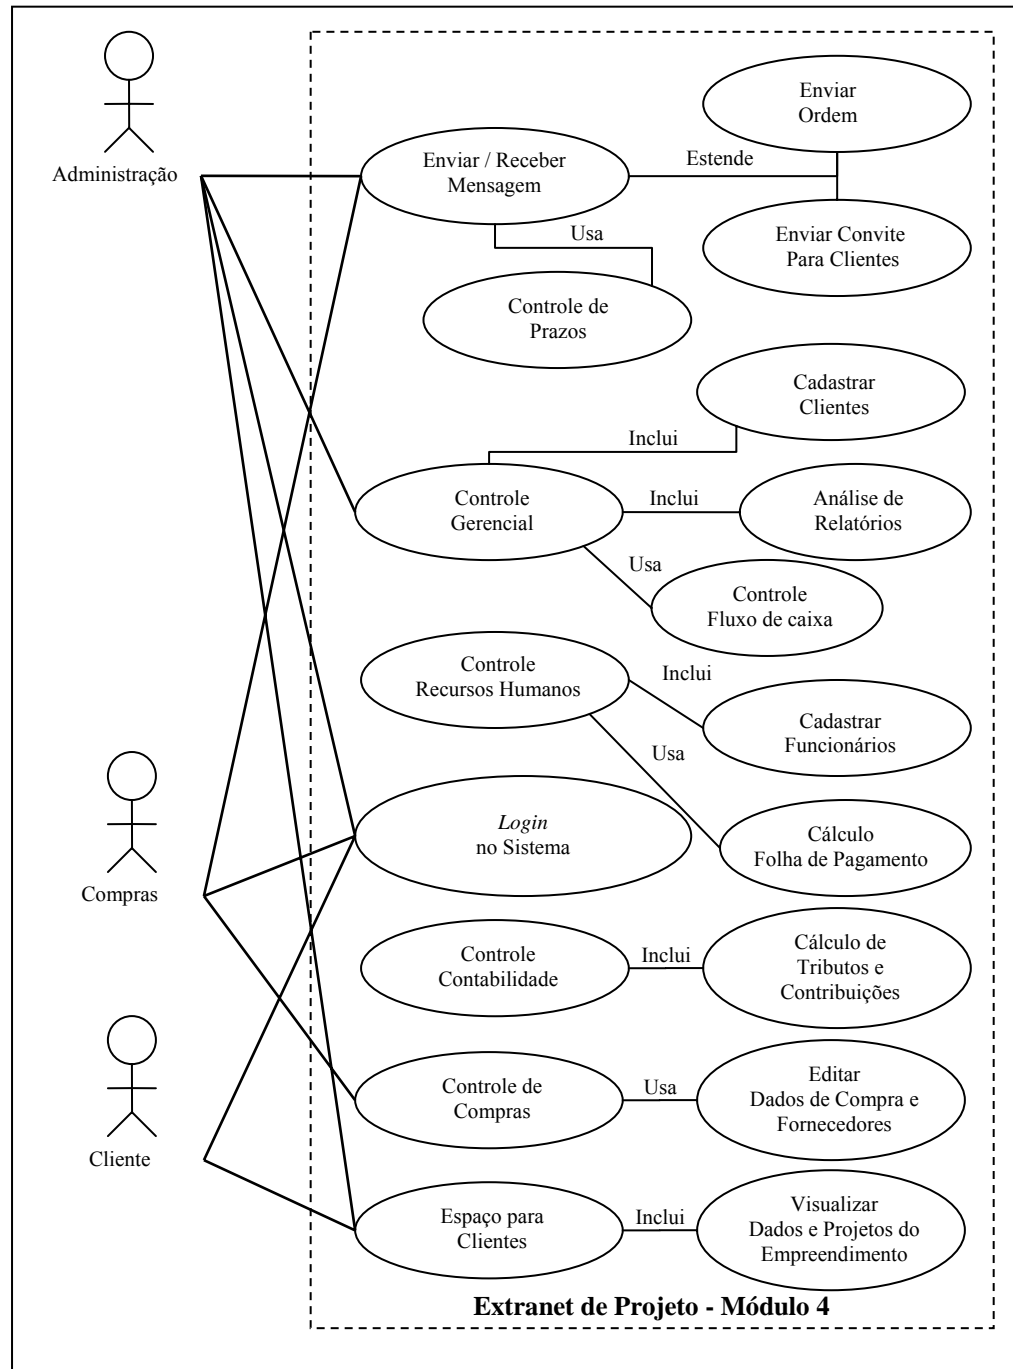 Enviar
Ordem
Administração
Enviar / Receber
Mensagem
Estende
Usa
Enviar Convite
Para Clientes
Controle de
Prazos
Cadastrar
Clientes
Inclui
Controle
Gerencial
Inclui
Análise de
Relatórios
Usa
Controle
Fluxo de caixa
Controle
Recursos Humanos
Inclui
Cadastrar
Funcionários
Usa
Login
no Sistema
Cálculo
Folha de Pagamento
Compras
Controle
Contabilidade
Inclui
Cálculo de
Tributos e
Contribuições
Controle de
Compras
Usa
Editar
Dados de Compra e
Fornecedores
Cliente
Espaço para
Clientes
Inclui
Visualizar
Dados e Projetos do
Empreendimento
Extranet de Projeto - Módulo 4